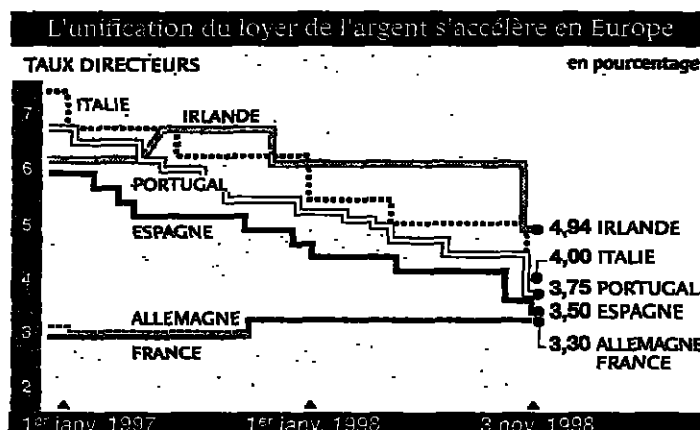 L'unification du loyer de l'argent s'accélère en Europe
TAUX DIRECTEURS
en pourcentage
7
6
5
4
3
2
ITALIE
IRLANDE
PORTUGAL
ESPAGNE
ALLEMAGNE
FRANCE
4,94 IRLANDE
4,00 ITALIE
3,75 PORTUGAL
3,50 ESPAGNE
3,30 ALLEMAGNE
FRANCE
1er janv. 1997
1er janv. 1998
3 nov. 1998